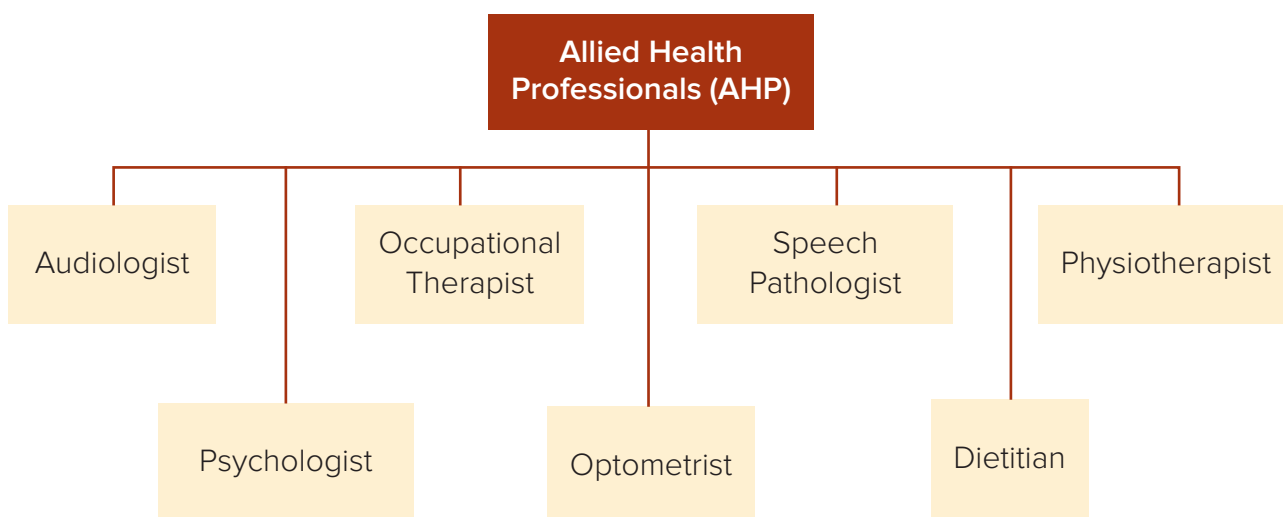 Allied Health
Professionals (AHP)
Audiologist
Occupational
Therapist
Speech
Pathologist
Physiotherapist
Psychologist
Optometrist
Dietitian